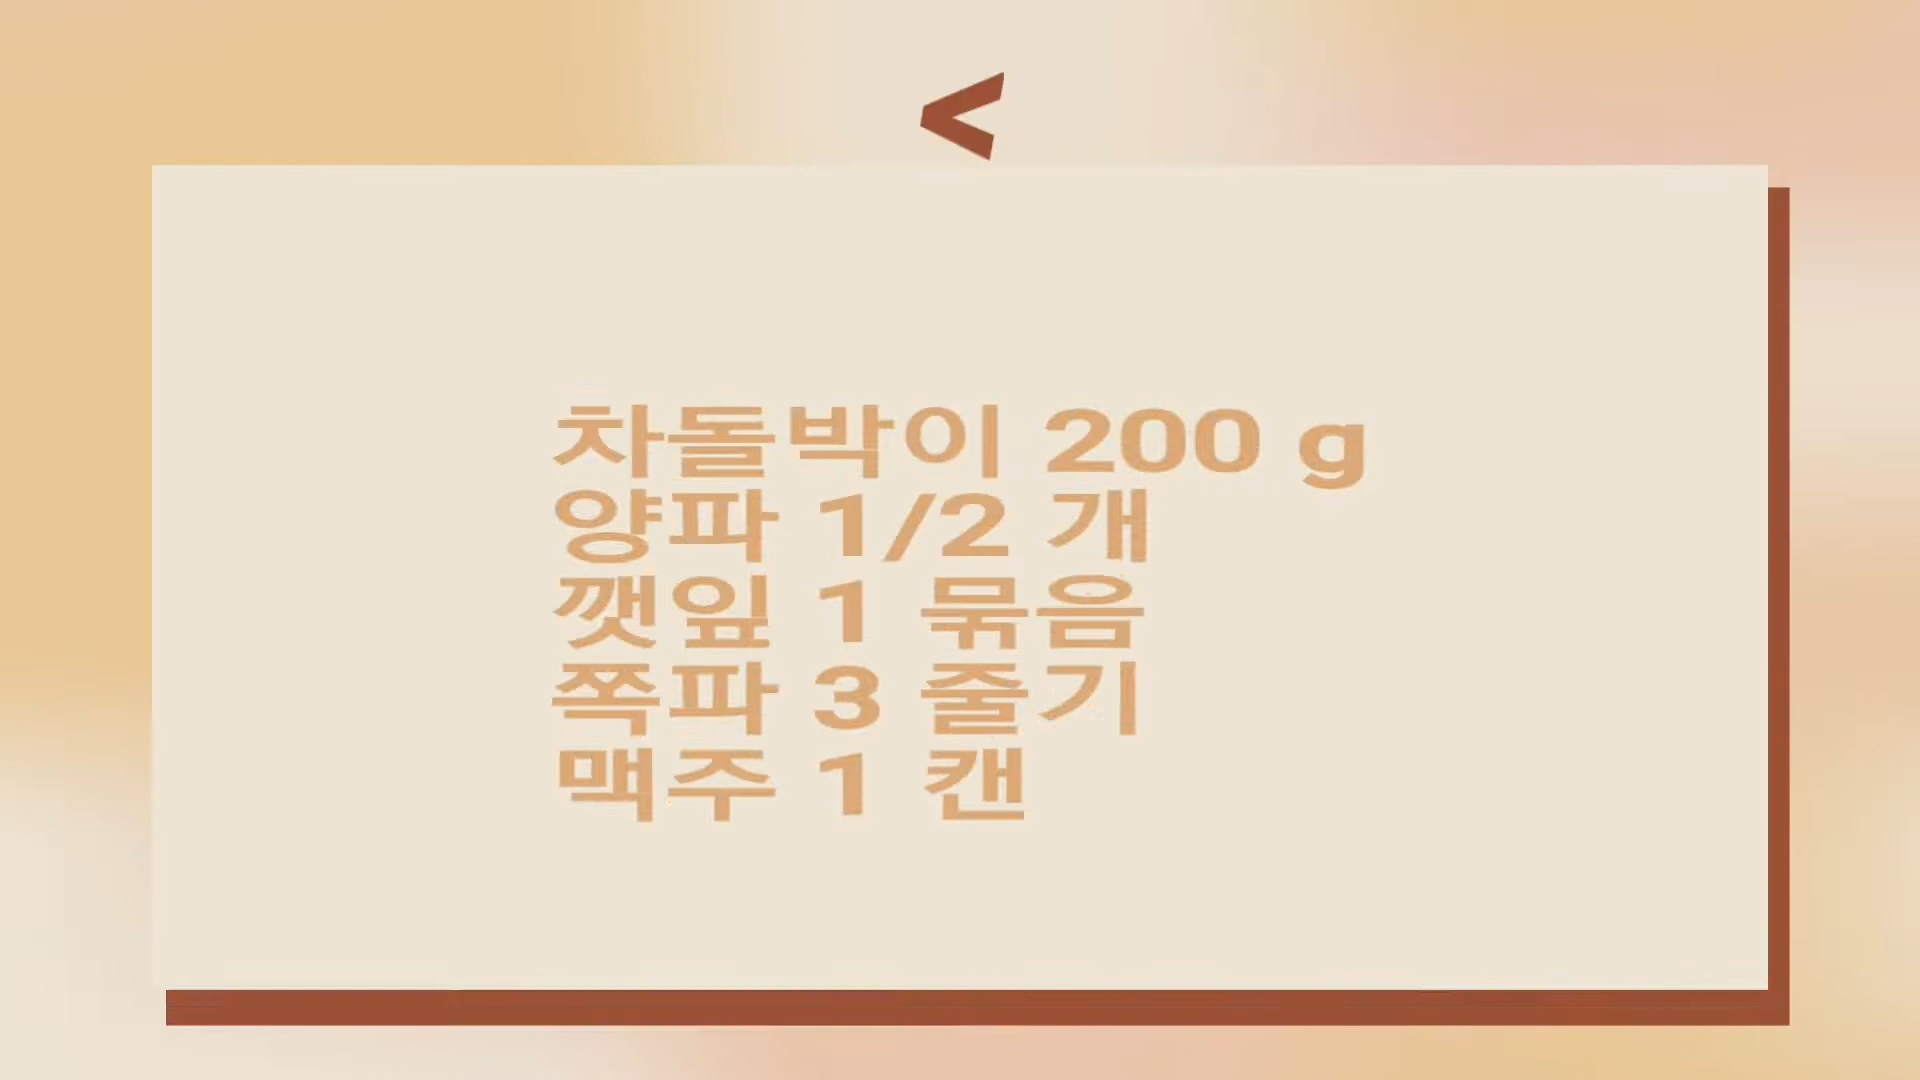 <
차돌박이 200 g
양파 1/2 개
깻잎 1 묶음
쪽파 3 줄기
맥주 1 캔